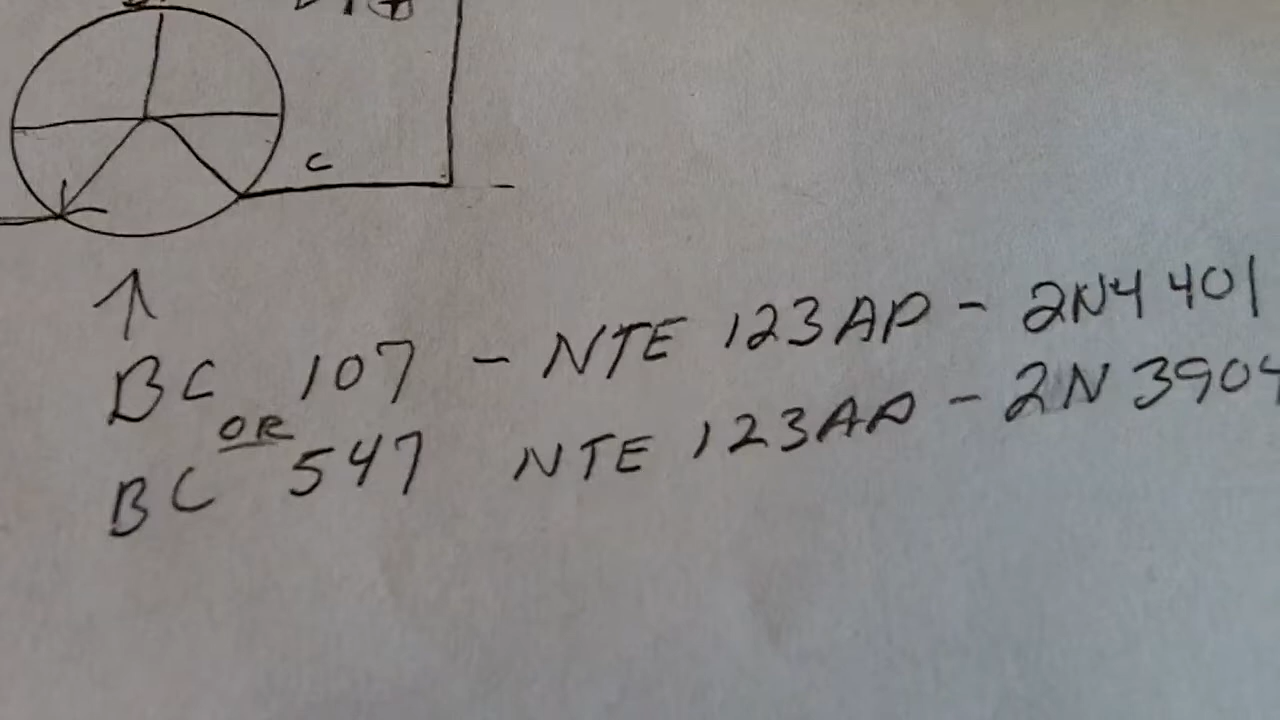 C
BC 107 - NTE 123AP - 2N4401
OR
BC 547 NTE 123AP - 2N3904